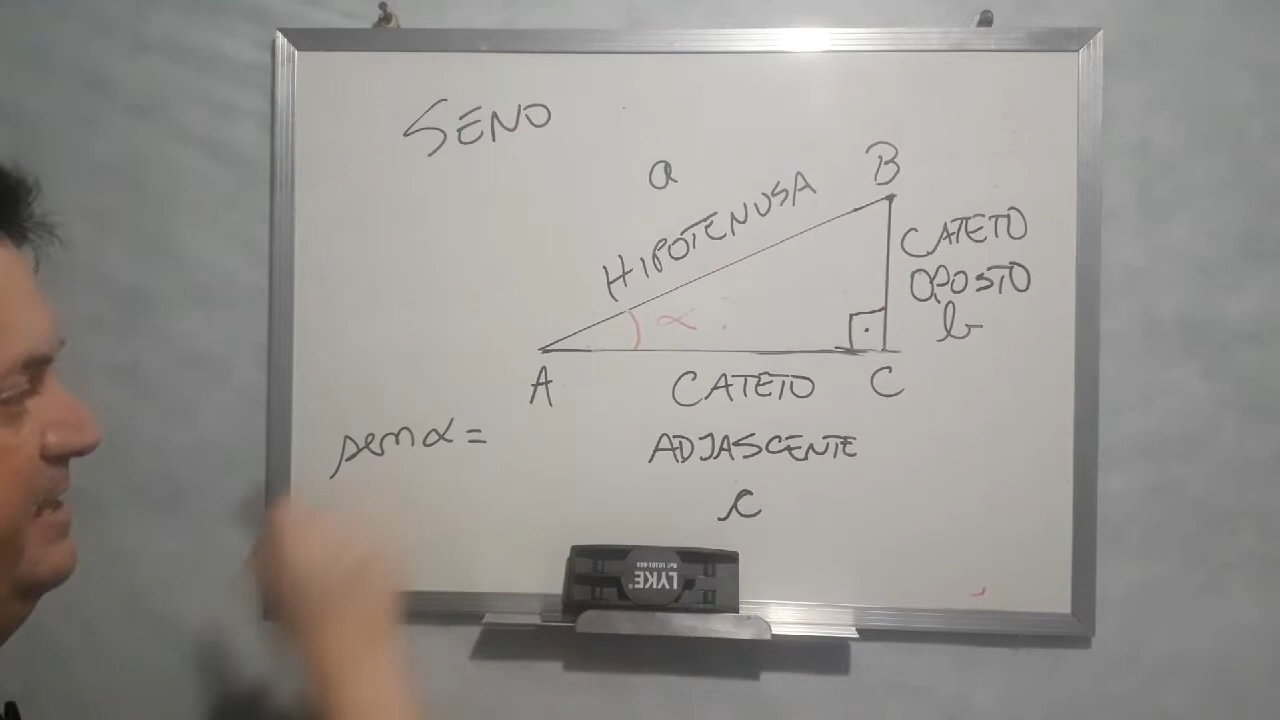 SENO
a
B
HIPOTENUSA
CATETO
OPOSTO
b
α
A
CATETO
C
sen α =
ADJASCENTE
c
LYKE